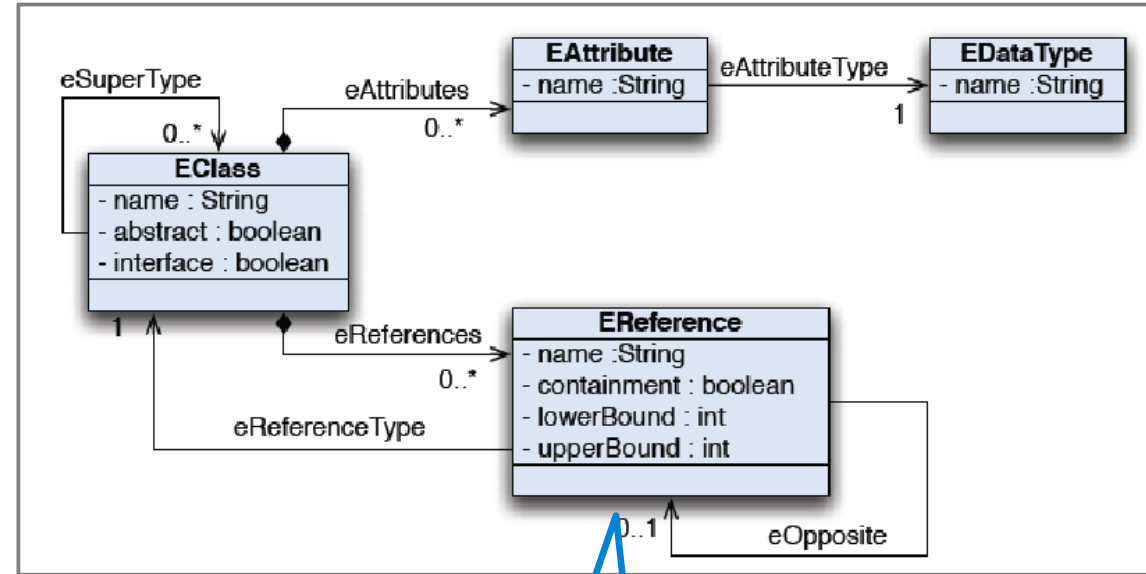 EAttribute
- name :String
eAttributeType
1
EDataType
- name :String
eSuperType
0..*
eAttributes
0..*
EClass
- name : String
- abstract : boolean
- interface : boolean
1
eReferences
0..*
eReferenceType
EReference
- name :String
- containment : boolean
- lowerBound : int
- upperBound : int
0..1
eOpposite